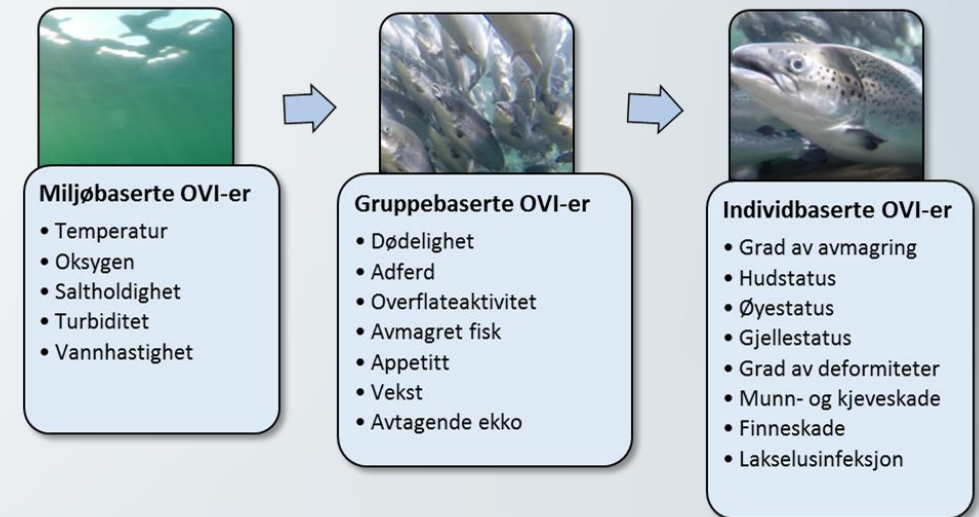 Miljøbaserte OVI-er
• Temperatur
• Oksygen
• Saltholdighet
• Turbiditet
• Vannhastighet
Gruppebaserte OVI-er
• Dødelighet
• Adferd
• Overflateaktivitet
• Avmagret fisk
• Appetitt
• Vekst
• Avtagende ekko
Individbaserte OVI-er
• Grad av avmagring
• Hudstatus
• Øyestatus
• Gjellestatus
• Grad av deformiteter
• Munn- og kjeveskade
• Finneskade
• Lakselusinfeksjon